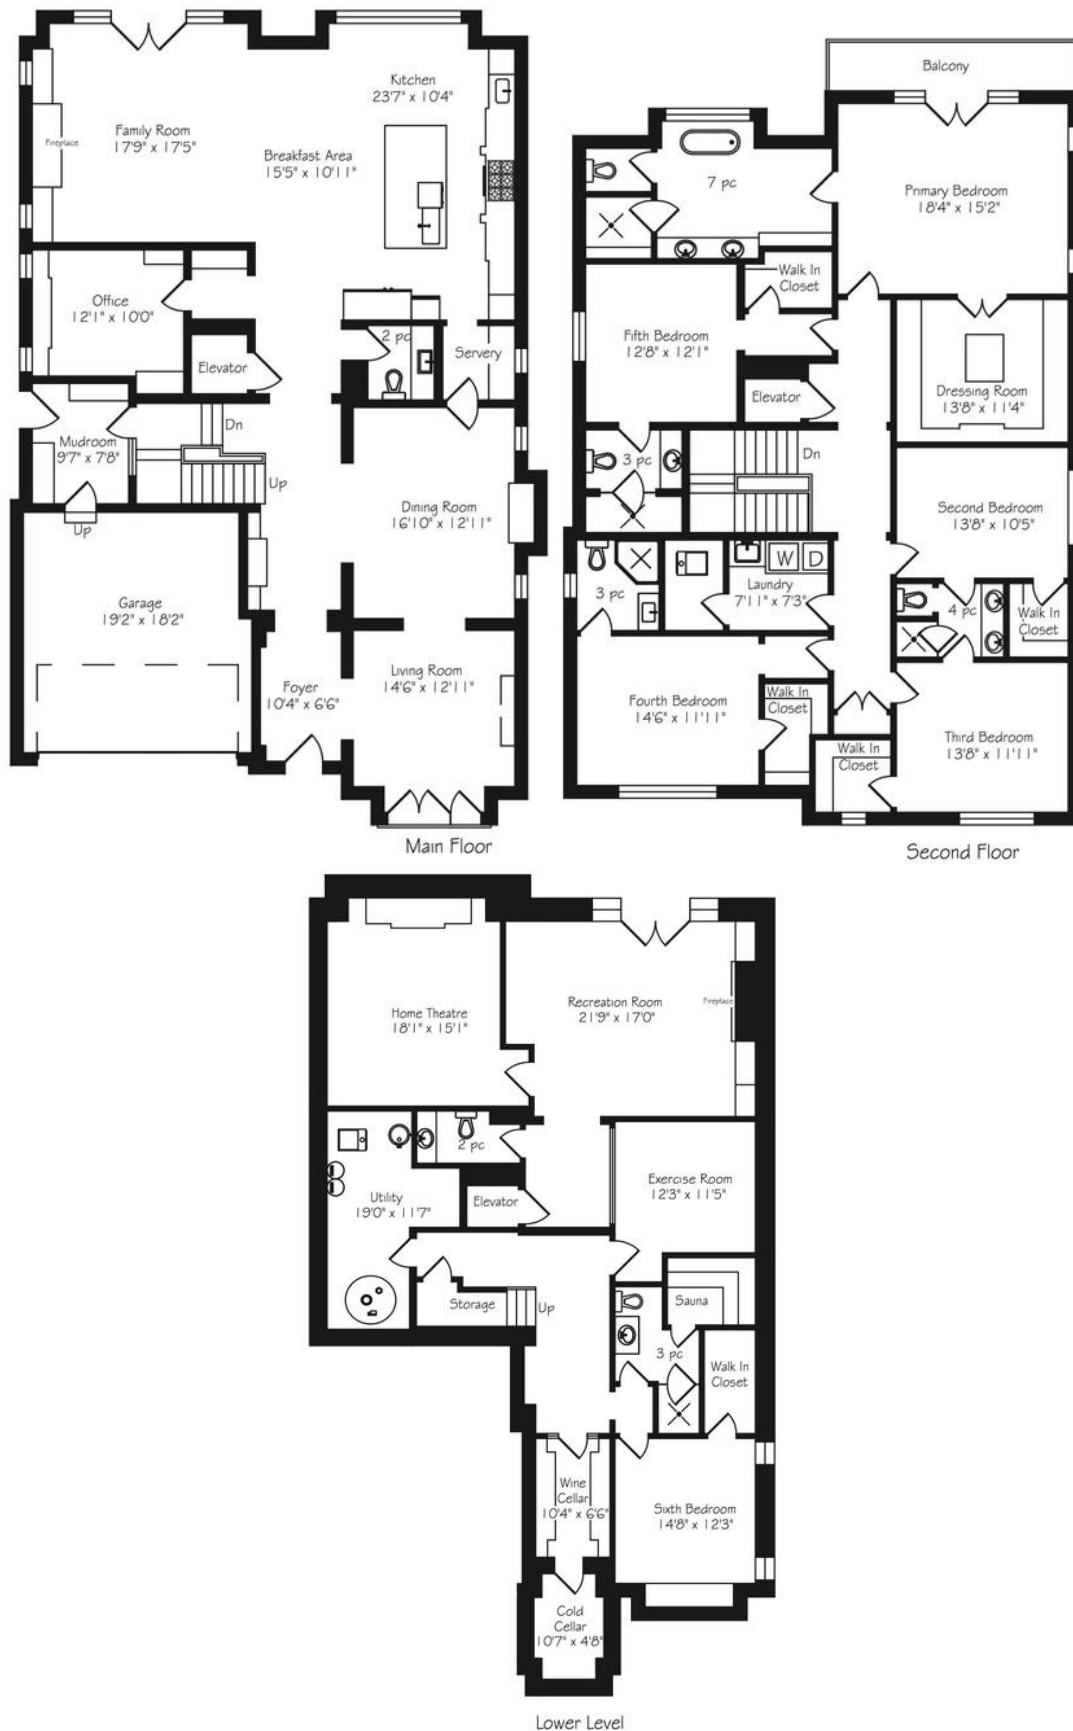 Kitchen
23'7" x 10'4"
Family Room
17'9" x 17'5"
Fireplace
Breakfast Area
15'5" x 10'11"
Office
12'1" x 10'0"
Elevator
2 pc
Servery
Mudroom
9'7" x 7'8"
Dn
Up
Up
Dining Room
16'10" x 12'11"
Garage
19'2" x 18'2"
Foyer
10'4" x 6'6"
Living Room
14'6" x 12'11"
Main Floor
Balcony
7 pc
Primary Bedroom
18'4" x 15'2"
Walk In
Closet
Fifth Bedroom
12'8" x 12'1"
Elevator
Dressing Room
13'8" x 11'4"
3 pc
Dn
Second Bedroom
13'8" x 10'5"
3 pc
W
D
Laundry
7'11" x 7'3"
4 pc
Walk In
Closet
Fourth Bedroom
14'6" x 11'11"
Walk In
Closet
Walk In
Closet
Third Bedroom
13'8" x 11'11"
Second Floor
Home Theatre
18'1" x 15'1"
Recreation Room
21'9" x 17'0"
Fireplace
2 pc
Utility
19'0" x 11'7"
Elevator
Exercise Room
12'3" x 11'5"
Storage
Up
Sauna
3 pc
Walk In
Closet
Wine
Cellar
10'4" x 6'6"
Sixth Bedroom
14'8" x 12'3"
Cold
Cellar
10'7" x 4'8"
Lower Level